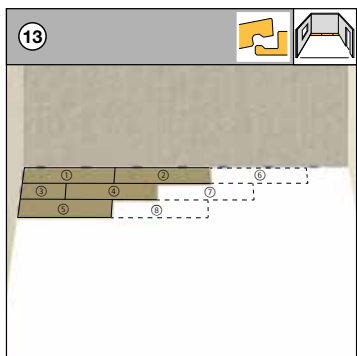 13
① ② ⑥
③ ④ ⑦
⑤ ⑧